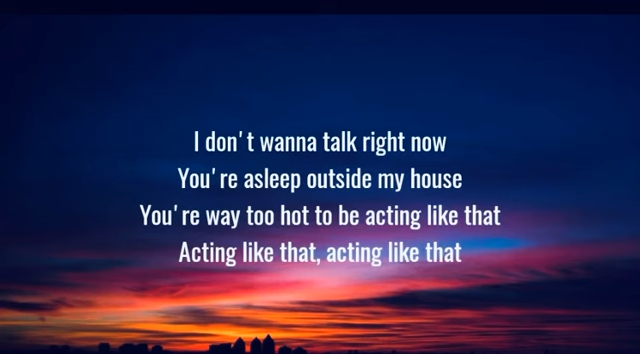 I don't wanna talk right now
You're asleep outside my house
You're way too hot to be acting like that
Acting like that, acting like that